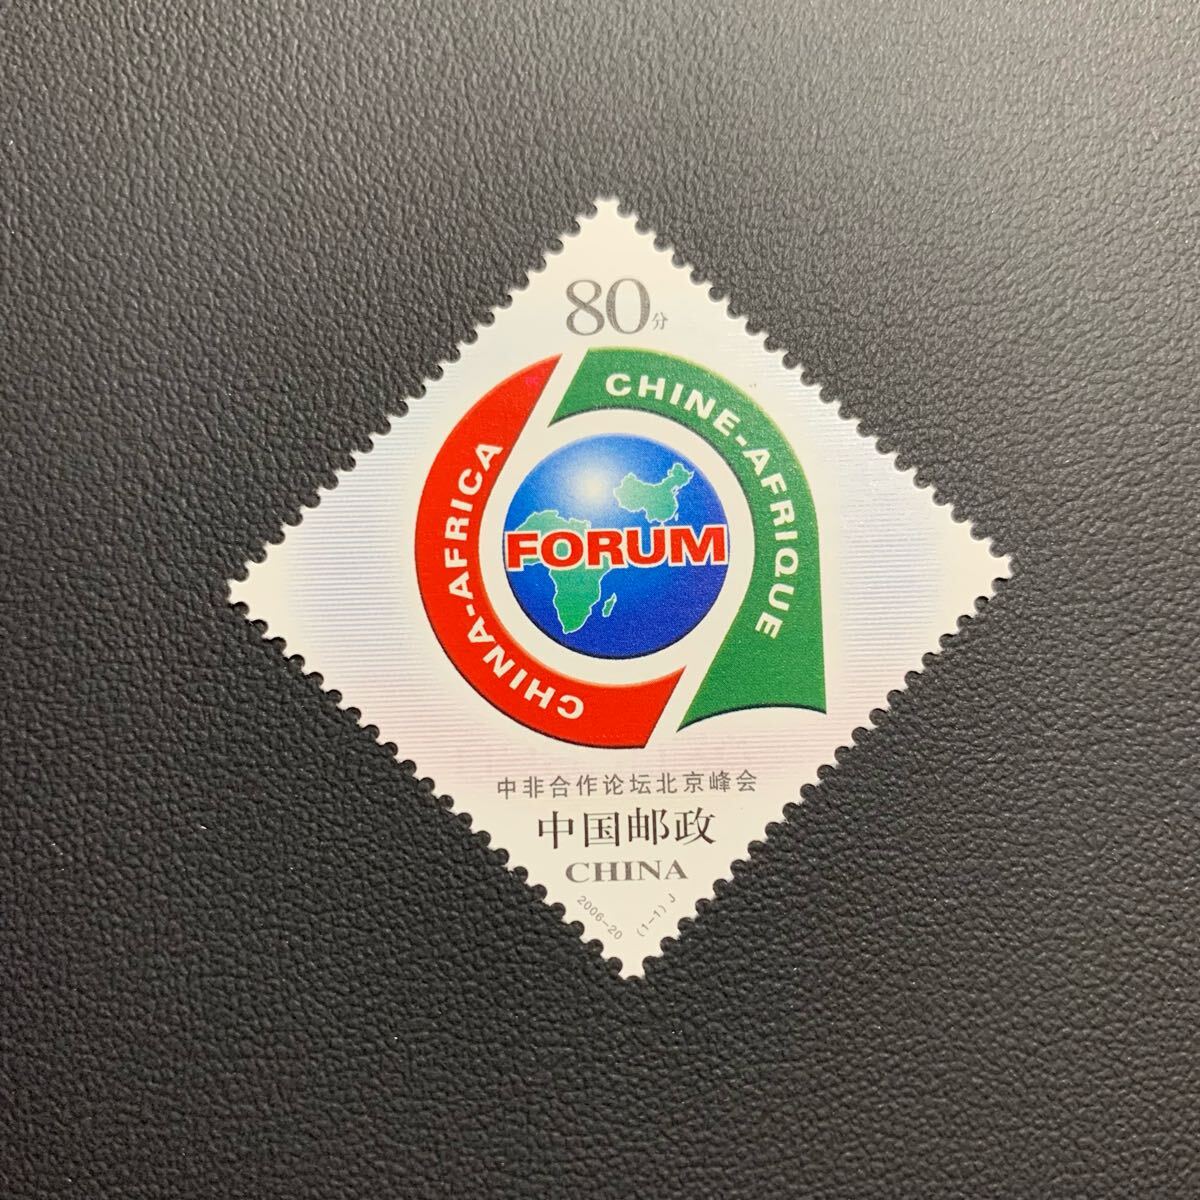 80分
CHINE-AFRIQUE
CHINA-AFRICA
FORUM
中非合作论坛北京峰会
中国邮政
CHINA
2006-20 (1-1)J